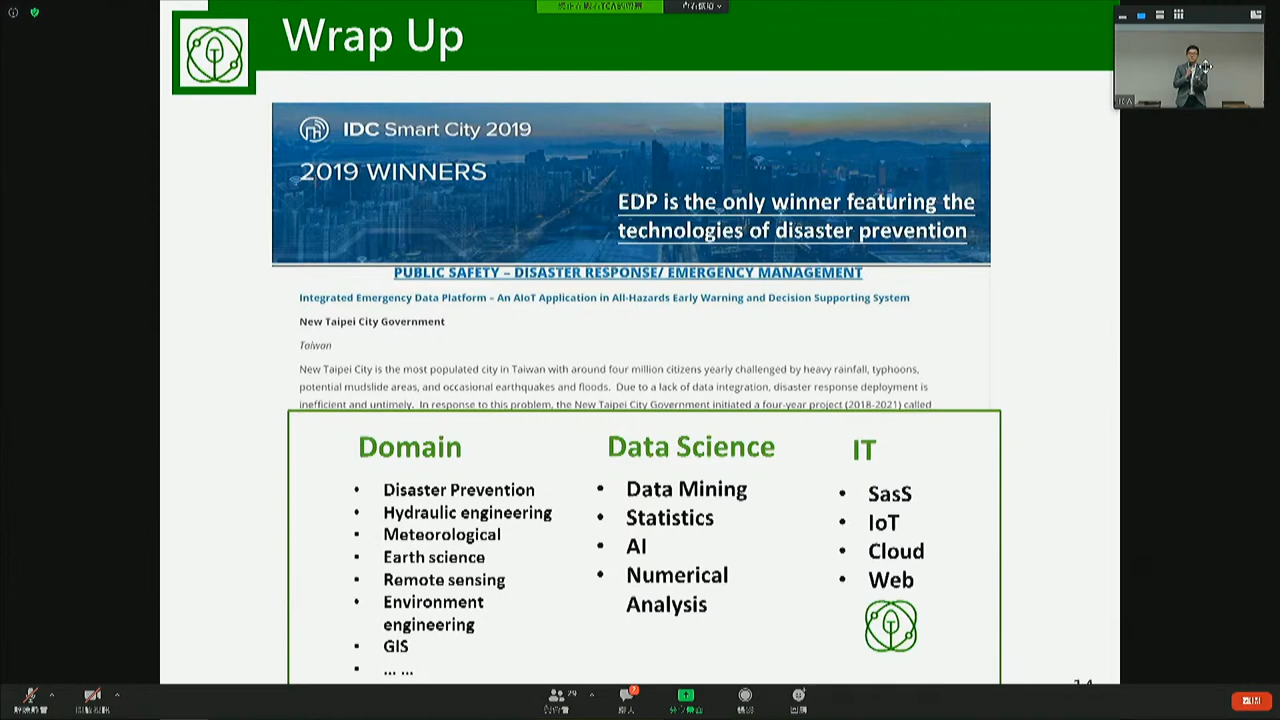 Wrap Up
IDC Smart City 2019
2019 WINNERS
EDP is the only winner featuring the
technologies of disaster prevention
PUBLIC SAFETY – DISASTER RESPONSE/ EMERGENCY MANAGEMENT
Integrated Emergency Data Platform – An AIoT Application in All-Hazards Early Warning and Decision Supporting System
New Taipei City Government
Taiwan
New Taipei City is the most populated city in Taiwan with around four million citizens yearly challenged by heavy rainfall, typhoons,
potential mudslide areas, and occasional earthquakes and floods. Due to a lack of data integration, disaster response deployment is
inefficient and untimely. In response to this problem, the New Taipei City Government initiated a four-year project (2018-2021) called
Domain
• Disaster Prevention
• Hydraulic engineering
• Meteorological
• Earth science
• Remote sensing
• Environment
engineering
• GIS
• ... ...
Data Science
• Data Mining
• Statistics
• AI
• Numerical
Analysis
IT
• SasS
• IoT
• Cloud
• Web
14
TCA
29
7